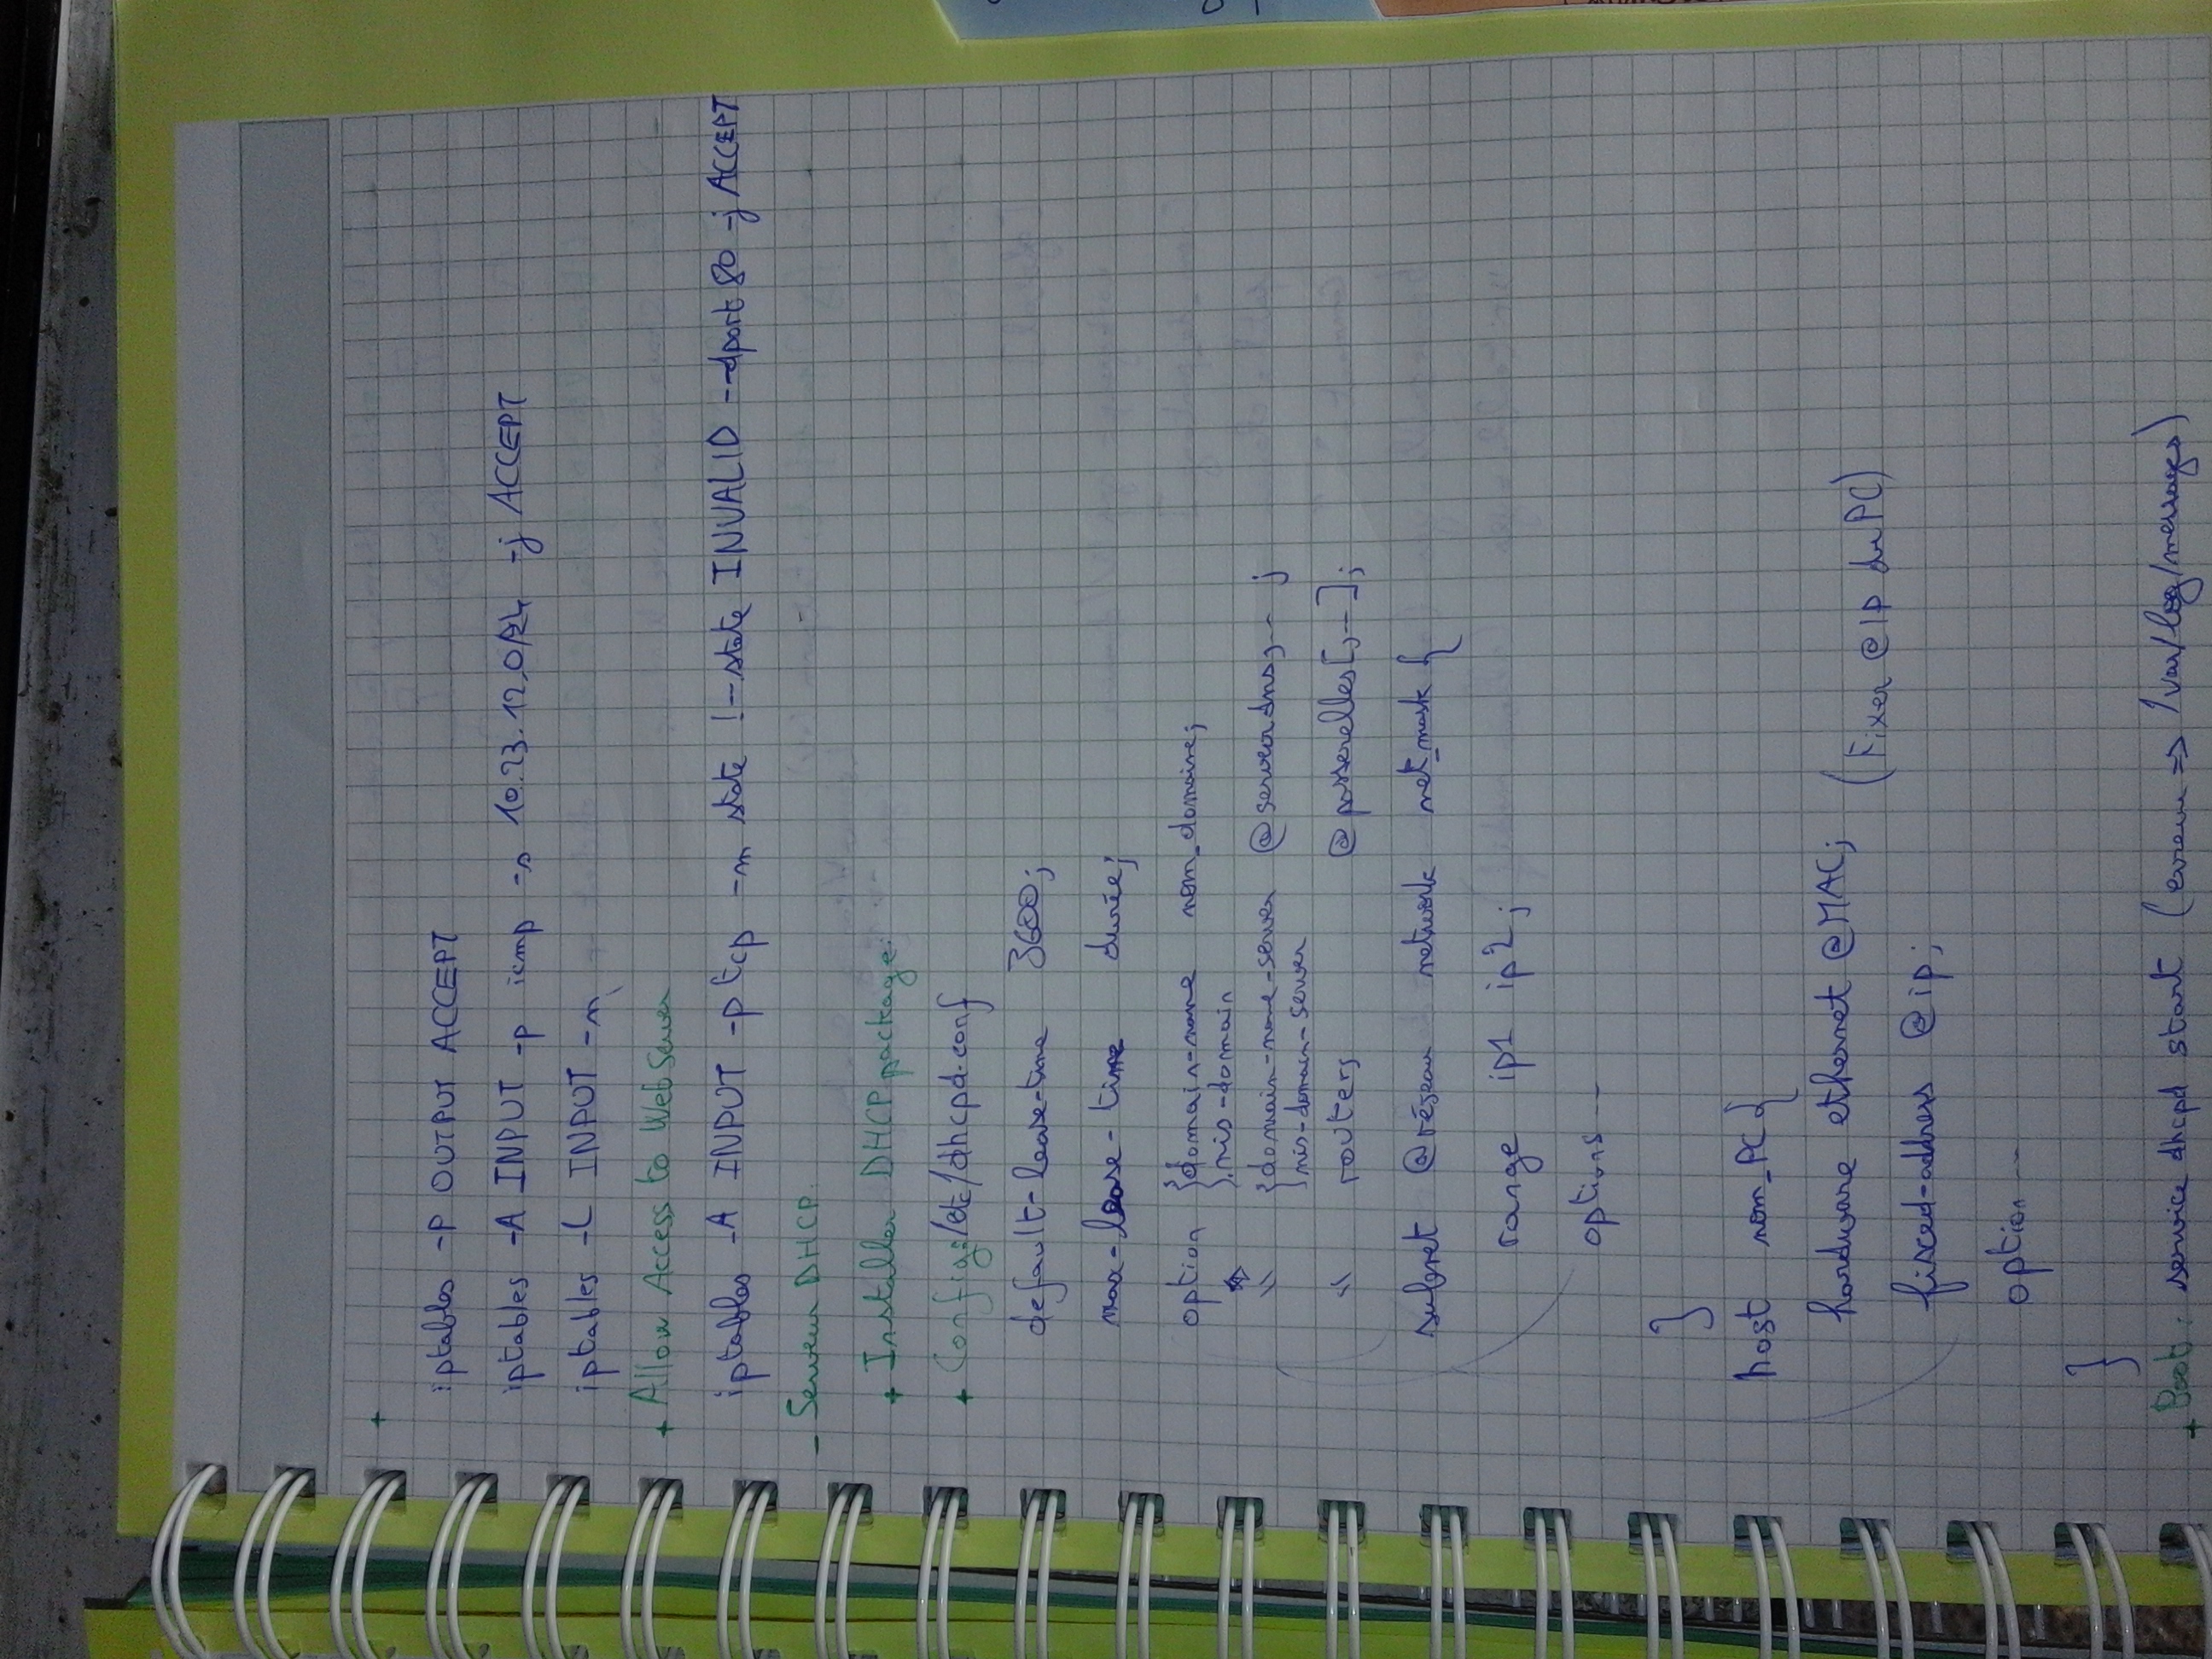 +
iptables -P OUTPUT ACCEPT
iptables -A INPUT -p icmp -s 10.23.12.0/24 -j ACCEPT
iptables -L INPUT -n
+ Allow Access to Web Server
iptables -A INPUT -p tcp -m state ! --state INVALID --dport 80 -j ACCEPT
- Serveur DHCP.
+ Installer DHCP package.
+ Config: /etc/dhcpd.conf
default-lease-time 3600;
max-lease-time durée;
option {domain-name nom_domaine;
nis-domain
" {domain-name-server @serveur dns,-- ;
nis-domain-server
" routers @passerelles[,--];
subnet @réseau network net_mask {
range ip1 ip2;
options --
}
host nom_PC {
hardware ethernet @MAC;
(Fixer @IP du PC)
fixced-address @ip;
option --
}
+ Boot: service dhcpd start (erreur => /var/log/messages)